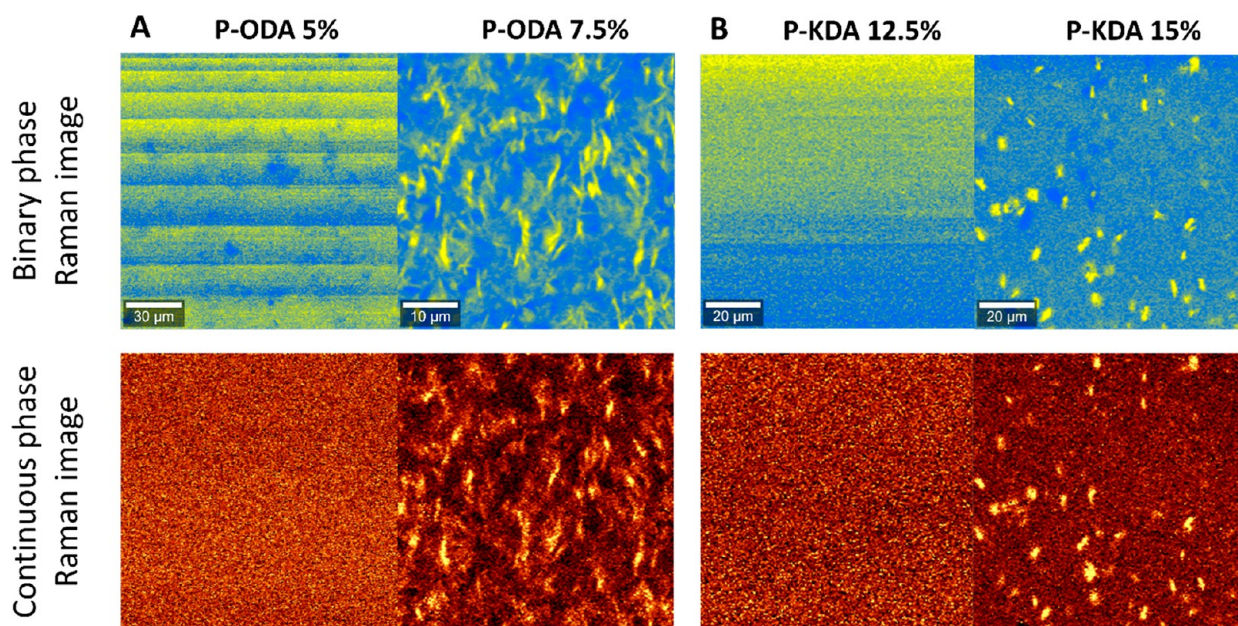 A
P-ODA 5%
P-ODA 7.5%
B
P-KDA 12.5%
P-KDA 15%
Binary phase
Raman image
30 µm
10 µm
20 µm
20 µm
Continuous phase
Raman image